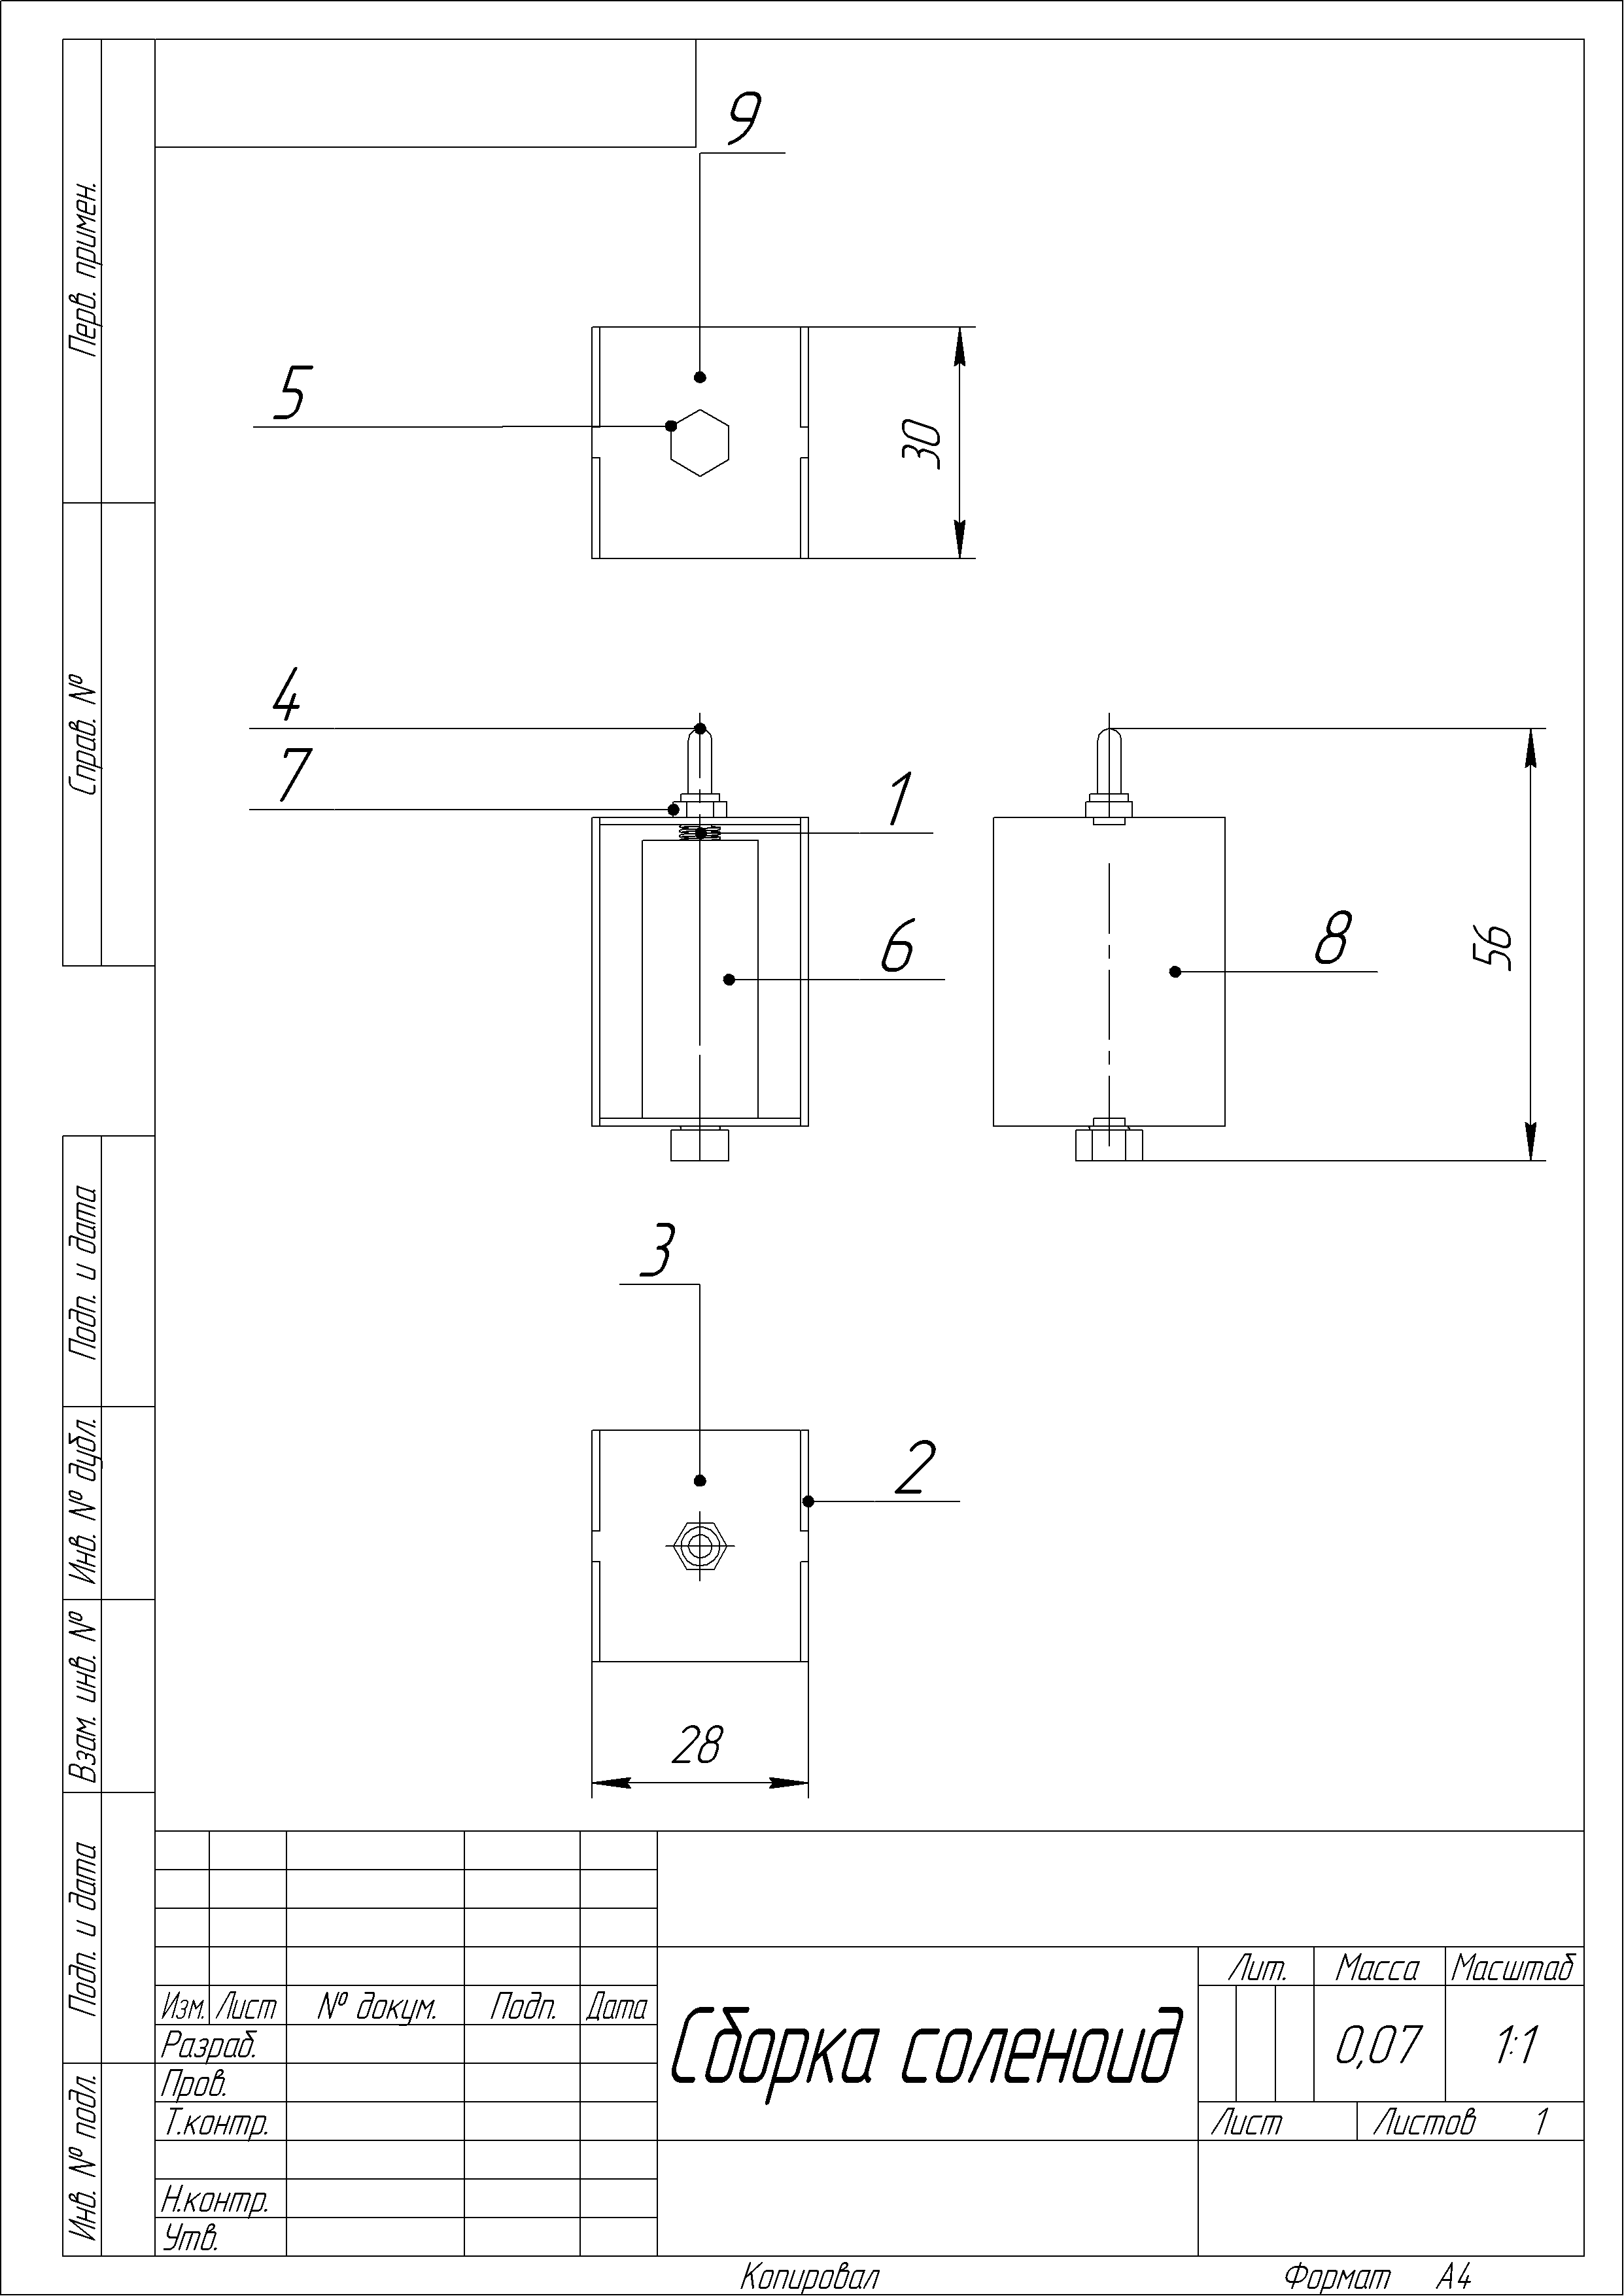 Перв. примен.
Справ. №
Подп. и дата
Инв. № дубл.
Взам. инв. №
Подп. и дата
Инв. № подл.
9
5
30
4
7
1
6
8
56
3
2
28
Изм. Лист № докум. Подп. Дата
Разраб.
Пров.
Т.контр.
Н.контр.
Утв.
Сборка соленоид
Лит. Масса Масштаб
0,07 1:1
Лист Листов 1
Копировал Формат А4